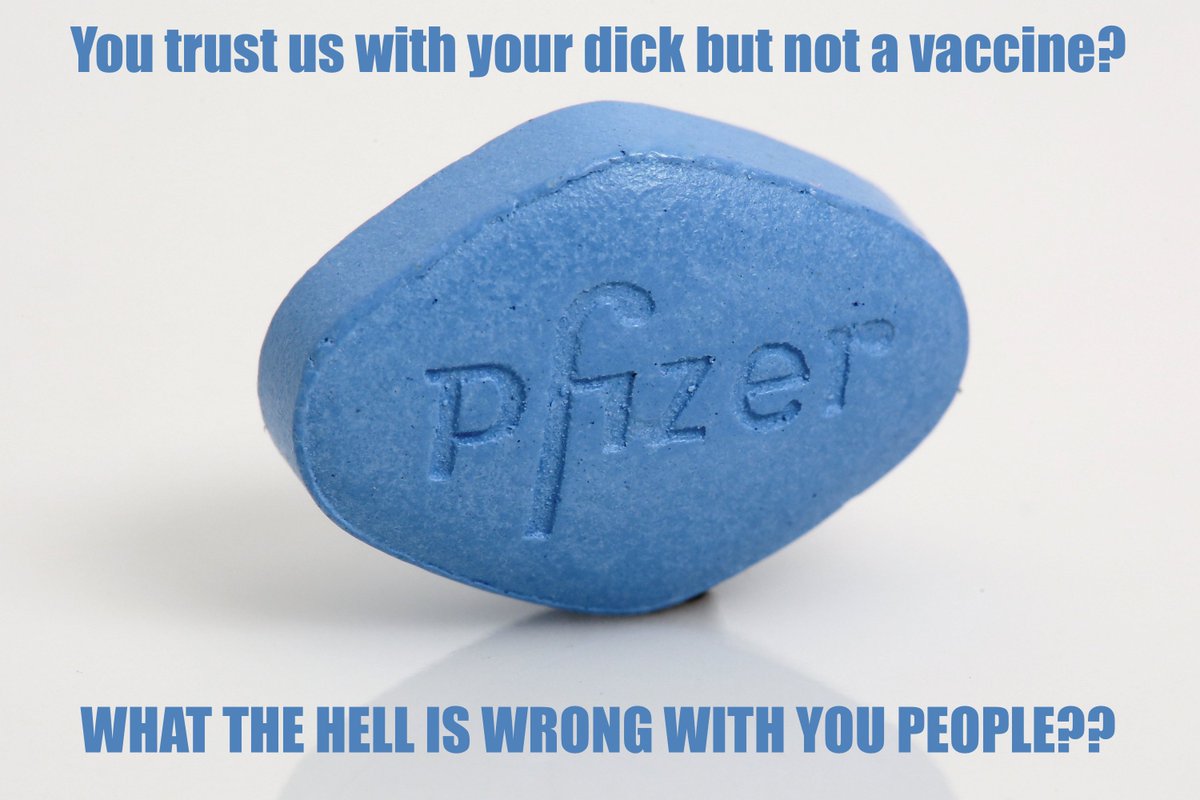 You trust us with your dick but not a vaccine?
Pfizer
WHAT THE HELL IS WRONG WITH YOU PEOPLE??